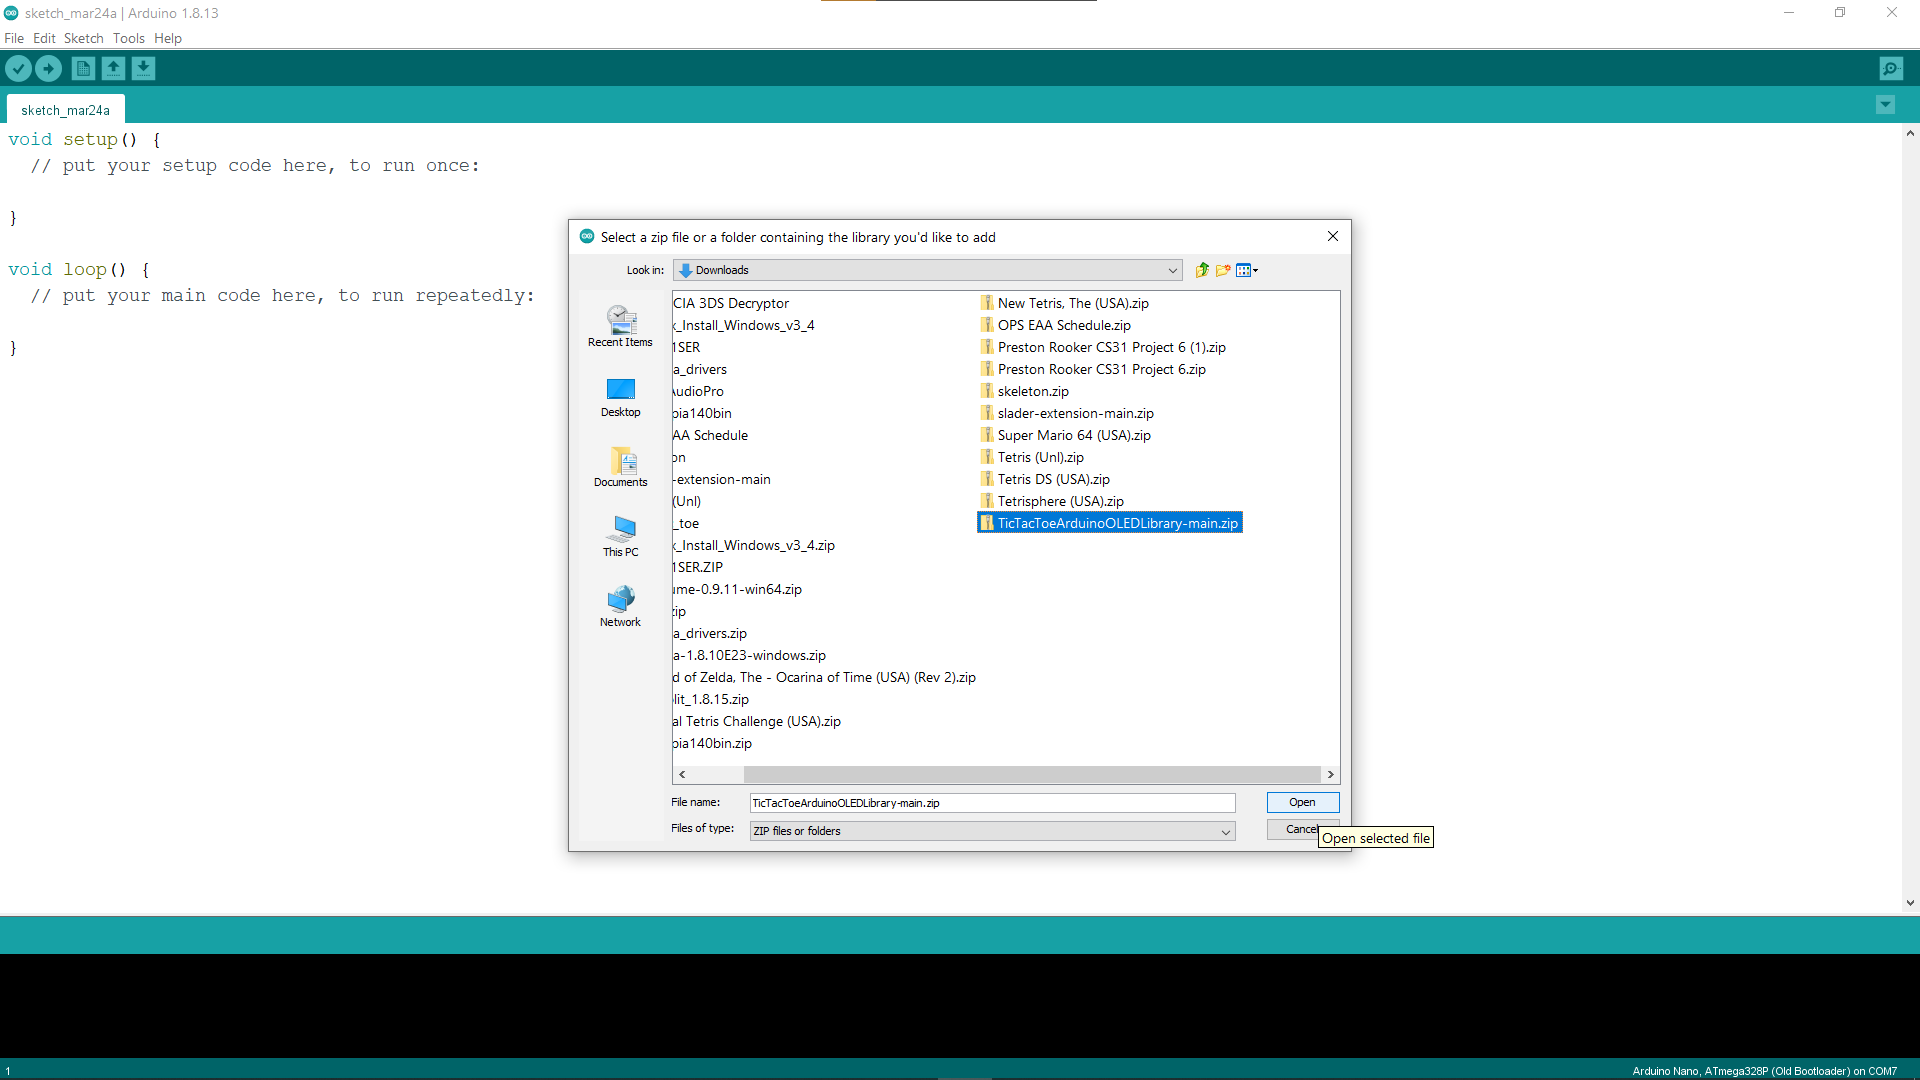 sketch_mar24a | Arduino 1.8.13
File Edit Sketch Tools Help
sketch_mar24a
void setup() {
// put your setup code here, to run once:
}
void loop() {
// put your main code here, to run repeatedly:
}
Select a zip file or a folder containing the library you'd like to add
Look in: Downloads
Recent Items
Desktop
Documents
This PC
Network
CIA 3DS Decryptor
x_Install_Windows_v3_4
1SER
a_drivers
AudioPro
pia140bin
AA Schedule
on
-extension-main
(Unl)
_toe
x_Install_Windows_v3_4.zip
1SER.ZIP
ume-0.9.11-win64.zip
zip
a_drivers.zip
a-1.8.10E23-windows.zip
d of Zelda, The - Ocarina of Time (USA) (Rev 2).zip
lit_1.8.15.zip
al Tetris Challenge (USA).zip
pia140bin.zip
New Tetris, The (USA).zip
OPS EAA Schedule.zip
Preston Rooker CS31 Project 6 (1).zip
Preston Rooker CS31 Project 6.zip
skeleton.zip
slader-extension-main.zip
Super Mario 64 (USA).zip
Tetris (Unl).zip
Tetris DS (USA).zip
Tetrisphere (USA).zip
TicTacToeArduinoOLEDLibrary-main.zip
File name: TicTacToeArduinoOLEDLibrary-main.zip Open
Files of type: ZIP files or folders Cancel
Open selected file
1 Arduino Nano, ATmega328P (Old Bootloader) on COM7